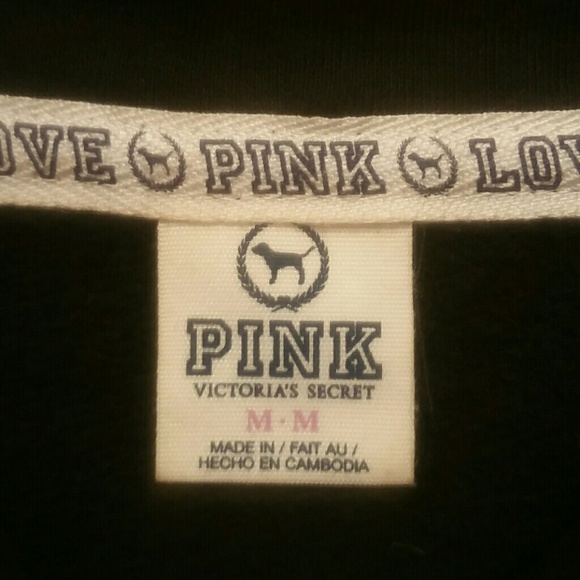 OVE PINK LOV
PINK
VICTORIA'S SECRET
M · M
MADE IN / FAIT AU /
HECHO EN CAMBODIA